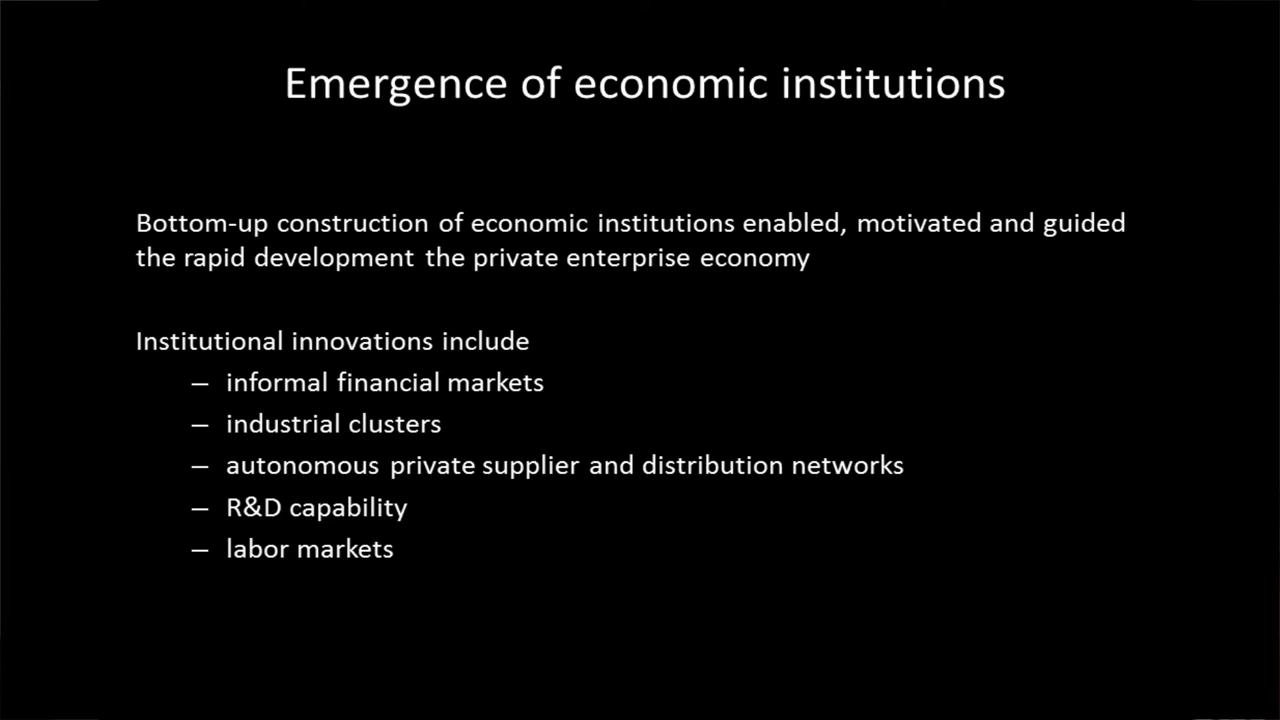 Emergence of economic institutions
Bottom-up construction of economic institutions enabled, motivated and guided
the rapid development the private enterprise economy
Institutional innovations include
– informal financial markets
– industrial clusters
– autonomous private supplier and distribution networks
– R&D capability
– labor markets